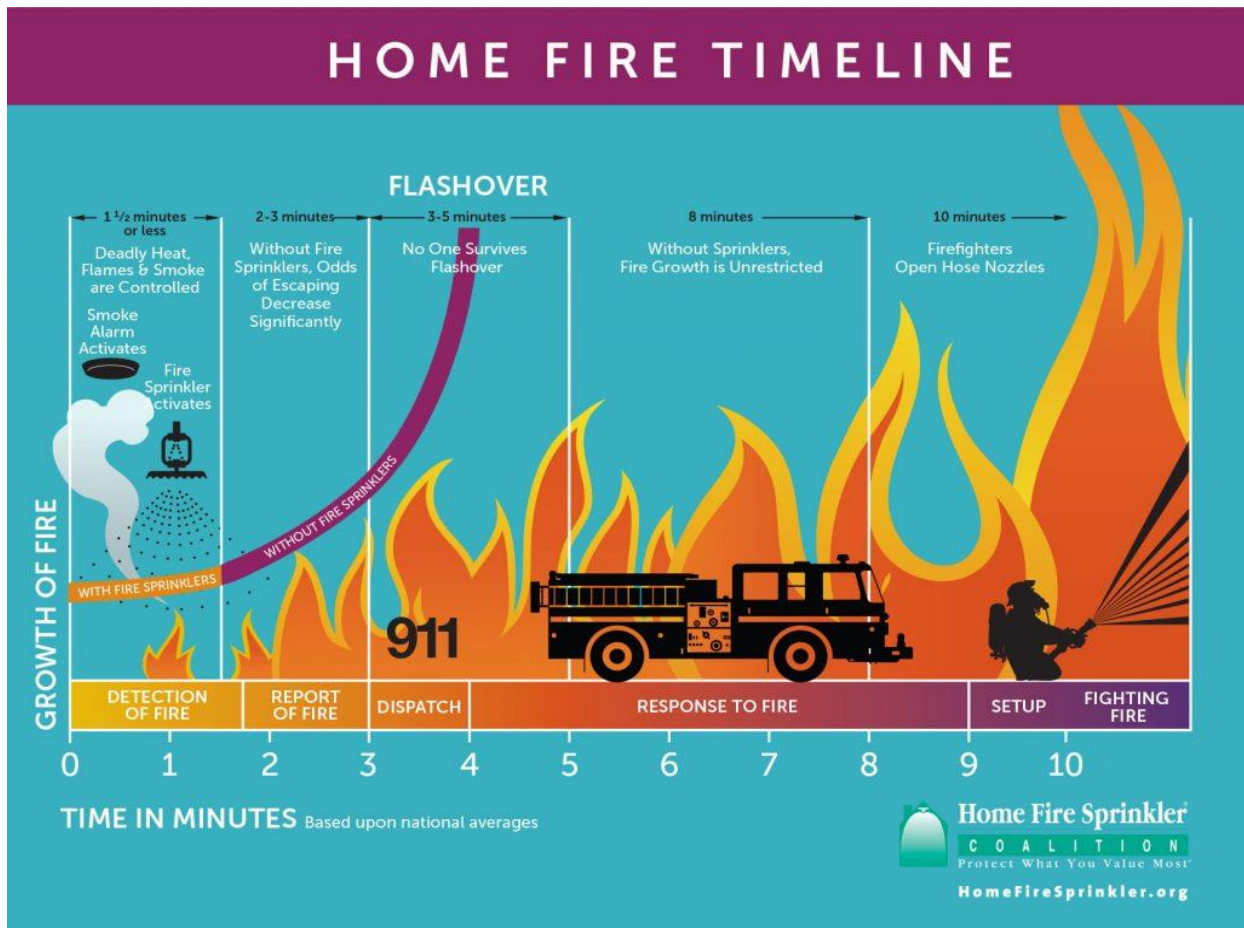 HOME FIRE TIMELINE
FLASHOVER
1 ½ minutes
or less
Deadly Heat,
Flames & Smoke
are Controlled
Smoke
Alarm
Activates
Fire
Sprinkler
Activates
2-3 minutes
Without Fire
Sprinklers, Odds
of Escaping
Decrease
Significantly
3-5 minutes
No One Survives
Flashover
8 minutes
Without Sprinklers,
Fire Growth is Unrestricted
10 minutes
Firefighters
Open Hose Nozzles
GROWTH OF FIRE
WITH FIRE SPRINKLERS
WITHOUT FIRE SPRINKLERS
911
DETECTION
OF FIRE
REPORT
OF FIRE
DISPATCH
RESPONSE TO FIRE
SETUP
FIGHTING
FIRE
0 1 2 3 4 5 6 7 8 9 10
TIME IN MINUTES Based upon national averages
Home Fire Sprinkler®
COALITION
Protect What You Value Most®
HomeFireSprinkler.org